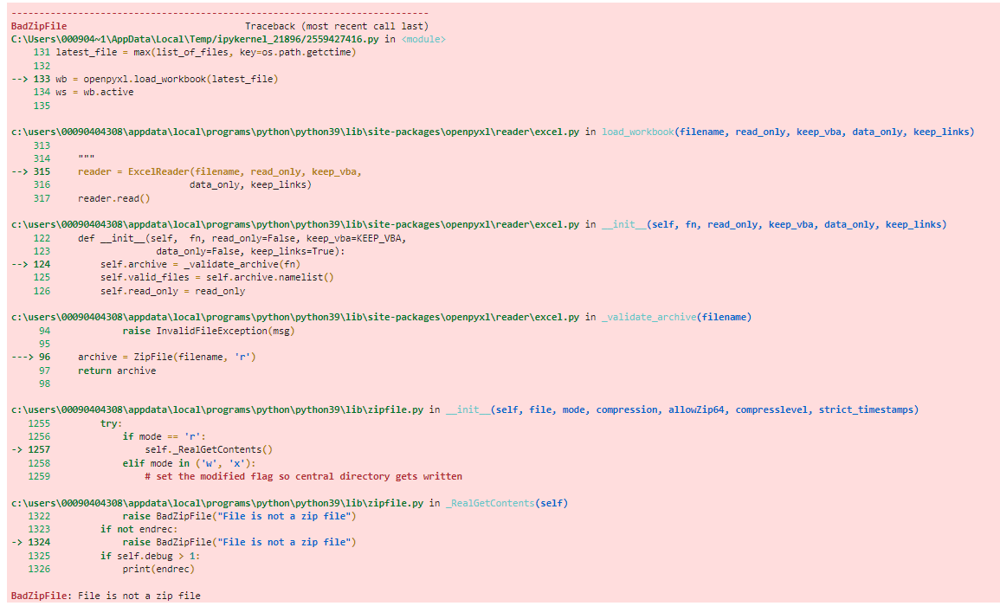 ---------------------------------------------------------------------------
BadZipFile                                Traceback (most recent call last)
C:\Users\000904~1\AppData\Local\Temp/ipykernel_21896/2559427416.py in <module>
    131 latest_file = max(list_of_files, key=os.path.getctime)
    132
--> 133 wb = openpyxl.load_workbook(latest_file)
    134 ws = wb.active
    135
c:\users\00090404308\appdata\local\programs\python\python39\lib\site-packages\openpyxl\reader\excel.py in load_workbook(filename, read_only, keep_vba, data_only, keep_links)
    313
    314     """
--> 315     reader = ExcelReader(filename, read_only, keep_vba,
    316                         data_only, keep_links)
    317     reader.read()
c:\users\00090404308\appdata\local\programs\python\python39\lib\site-packages\openpyxl\reader\excel.py in __init__(self, fn, read_only, keep_vba, data_only, keep_links)
    122     def __init__(self,  fn, read_only=False, keep_vba=KEEP_VBA,
    123                   data_only=False, keep_links=True):
--> 124         self.archive = _validate_archive(fn)
    125         self.valid_files = self.archive.namelist()
    126         self.read_only = read_only
c:\users\00090404308\appdata\local\programs\python\python39\lib\site-packages\openpyxl\reader\excel.py in _validate_archive(filename)
     94             raise InvalidFileException(msg)
     95
---> 96     archive = ZipFile(filename, 'r')
     97     return archive
     98
c:\users\00090404308\appdata\local\programs\python\python39\lib\zipfile.py in __init__(self, file, mode, compression, allowZip64, compresslevel, strict_timestamps)
   1255         try:
   1256             if mode == 'r':
-> 1257                 self._RealGetContents()
   1258             elif mode in ('w', 'x'):
   1259                 # set the modified flag so central directory gets written
c:\users\00090404308\appdata\local\programs\python\python39\lib\zipfile.py in _RealGetContents(self)
   1322             raise BadZipFile("File is not a zip file")
   1323         if not endrec:
-> 1324             raise BadZipFile("File is not a zip file")
   1325         if self.debug > 1:
   1326             print(endrec)
BadZipFile: File is not a zip file